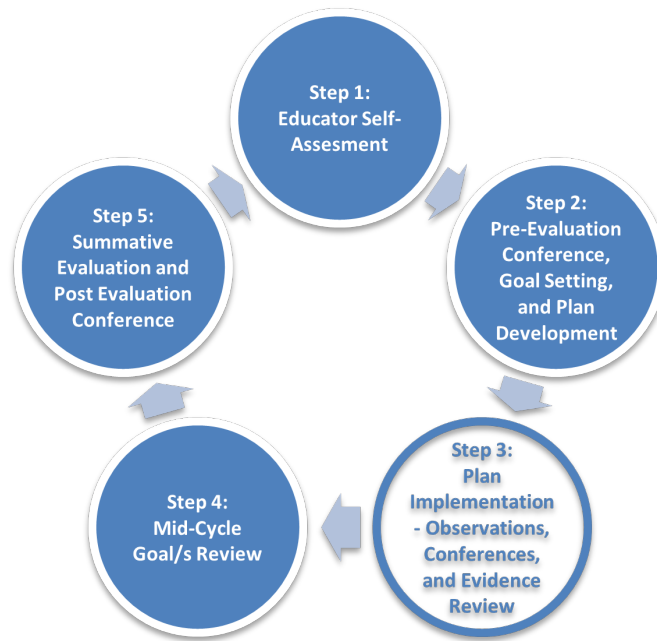 Step 1:
Educator Self-
Assesment
Step 2:
Pre-Evaluation
Conference,
Goal Setting,
and Plan
Development
Step 3:
Plan
Implementation
- Observations,
Conferences,
and Evidence
Review
Step 4:
Mid-Cycle
Goal/s Review
Step 5:
Summative
Evaluation and
Post Evaluation
Conference